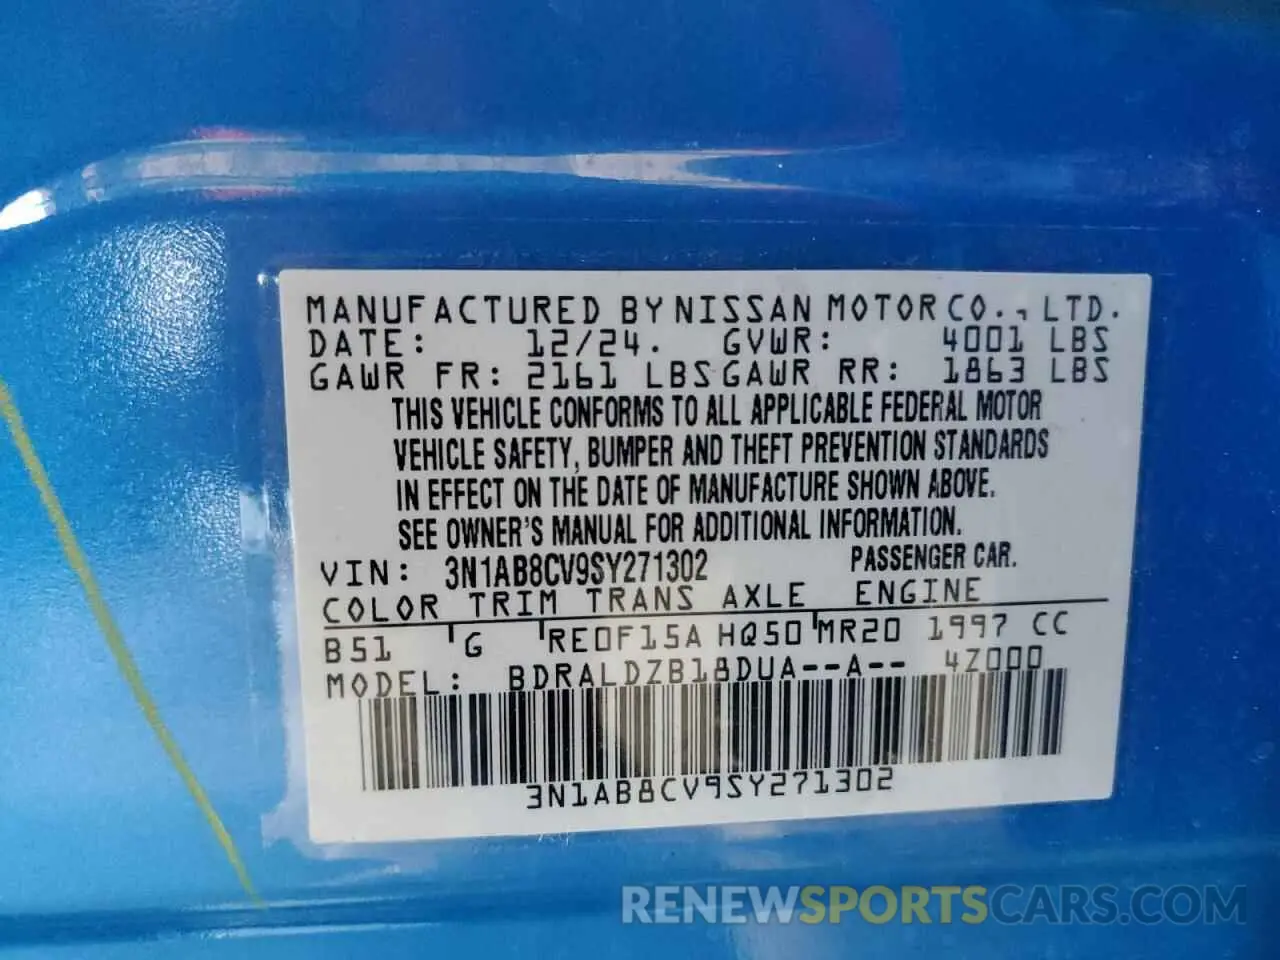 MANUFACTURED BY NISSAN MOTOR CO., LTD.
DATE: 12/24. GVWR: 4001 LBS
GAWR FR: 2161 LBS GAWR RR: 1863 LBS
THIS VEHICLE CONFORMS TO ALL APPLICABLE FEDERAL MOTOR
VEHICLE SAFETY, BUMPER AND THEFT PREVENTION STANDARDS
IN EFFECT ON THE DATE OF MANUFACTURE SHOWN ABOVE.
SEE OWNER'S MANUAL FOR ADDITIONAL INFORMATION.
VIN: 3N1AB8CV9SY271302 PASSENGER CAR.
COLOR TRIM TRANS AXLE ENGINE
B51 G RE0F15A HQ50 MR20 1997 CC
MODEL: BDRALDZB18DUA--A-- 4Z000
3N1AB8CV9SY271302
RENEWSPORTSCARS.COM